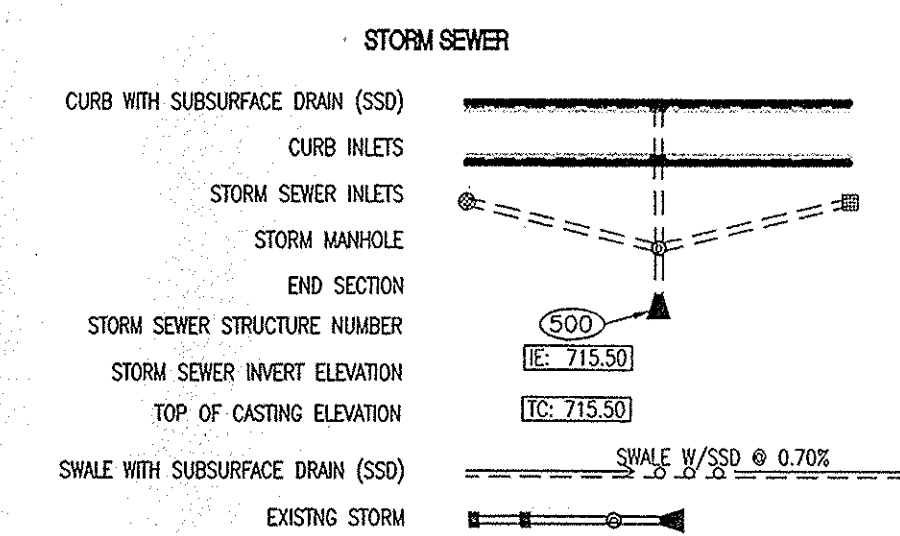 STORM SEWER
CURB WITH SUBSURFACE DRAIN (SSD)
CURB INLETS
STORM SEWER INLETS
STORM MANHOLE
END SECTION
STORM SEWER STRUCTURE NUMBER
500
STORM SEWER INVERT ELEVATION
IE: 715.50
TOP OF CASTING ELEVATION
TC: 715.50
SWALE WITH SUBSURFACE DRAIN (SSD)
SWALE W/SSD @ 0.70%
EXISTNG STORM